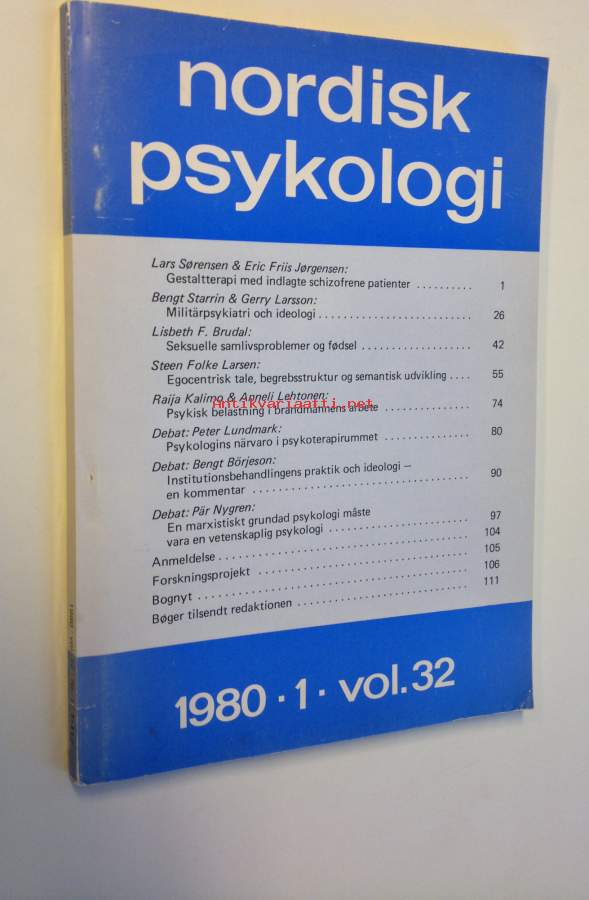 nordisk
psykologi
Lars Sørensen & Eric Friis Jørgensen:
Gestaltterapi med indlagte schizofrene patienter .......... 1
Bengt Starrin & Gerry Larsson:
Militärpsykiatri och ideologi .......................... 26
Lisbeth F. Brudal:
Seksuelle samlivsproblemer og fødsel ................... 42
Steen Folke Larsen:
Egocentrisk tale, begrebsstruktur og semantisk udvikling .... 55
Raija Kalimo & Anneli Lehtonen:
Antikvariaatti.net
Psykisk belastning i brandmannens arbete ............... 74
Debat: Peter Lundmark:
Psykologins närvaro i psykoterapirummet ............... 80
Debat: Bengt Börjeson:
Institutionsbehandlingens praktik och ideologi —
en kommentar ..................................... 90
Debat: Pär Nygren:
En marxistiskt grundad psykologi måste
vara en vetenskaplig psykologi ........................ 97
Anmeldelse .......................................... 104
Forskningsprojekt ................................... 105
Bognyt .............................................. 106
Bøger tilsendt redaktionen ............................. 111
1980 · 1 · vol. 32